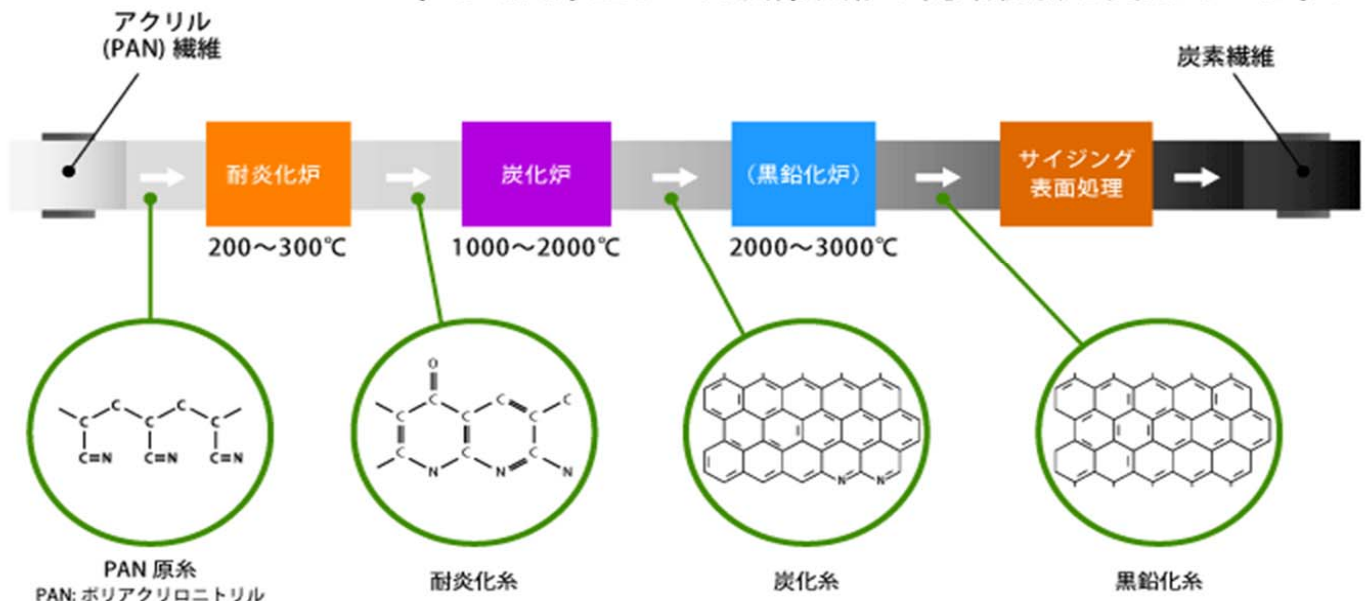 アクリル
(PAN) 繊維
炭素繊維
耐炎化炉
炭化炉
(黒鉛化炉)
サイジング
表面処理
200〜300℃
1000〜2000℃
2000〜3000℃
C C C C C
C≡N C≡N C≡N
O
C C C
C C C C
C N C N C N
N N
PAN 原糸
PAN: ポリアクリロニトリル
耐炎化糸
炭化糸
黒鉛化糸